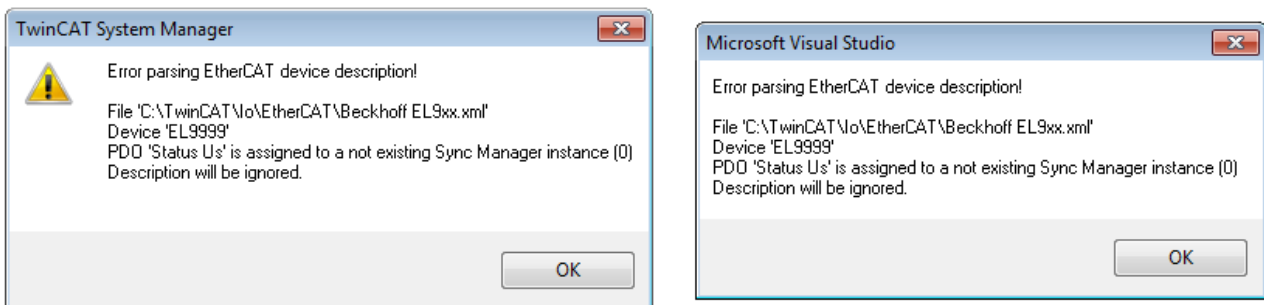 TwinCAT System Manager
Error parsing EtherCAT device description!
File 'C:\TwinCAT\Io\EtherCAT\Beckhoff EL9xx.xml'
Device 'EL9999'
PDO 'Status Us' is assigned to a not existing Sync Manager instance (0)
Description will be ignored.
OK
Microsoft Visual Studio
Error parsing EtherCAT device description!
File 'C:\TwinCAT\Io\EtherCAT\Beckhoff EL9xx.xml'
Device 'EL9999'
PDO 'Status Us' is assigned to a not existing Sync Manager instance (0)
Description will be ignored.
OK